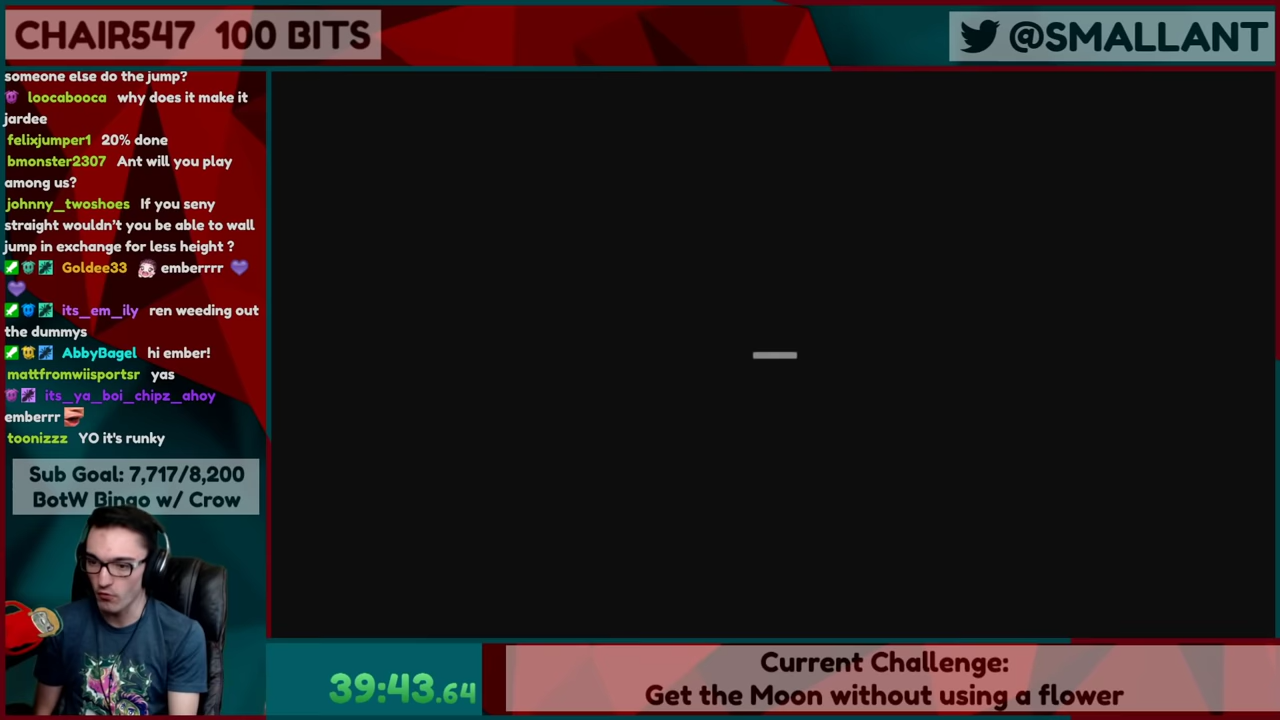 CHAIR547 100 BITS
@SMALLANT
someone else do the jump?
loocabooca why does it make it
jardee
felixjumper1 20% done
bmonster2307 Ant will you play
among us?
johnny_twoshoes If you seny
straight wouldn't you be able to wall
jump in exchange for less height ?
Goldee33 emberrrr
its_em_ily ren weeding out
the dummys
AbbyBagel hi ember!
mattfromwiisportsr yas
its_ya_boi_chipz_ahoy
emberrr
toonizzz YO it's runky
Sub Goal: 7,717/8,200
BotW Bingo w/ Crow
39:43.64
Current Challenge:
Get the Moon without using a flower